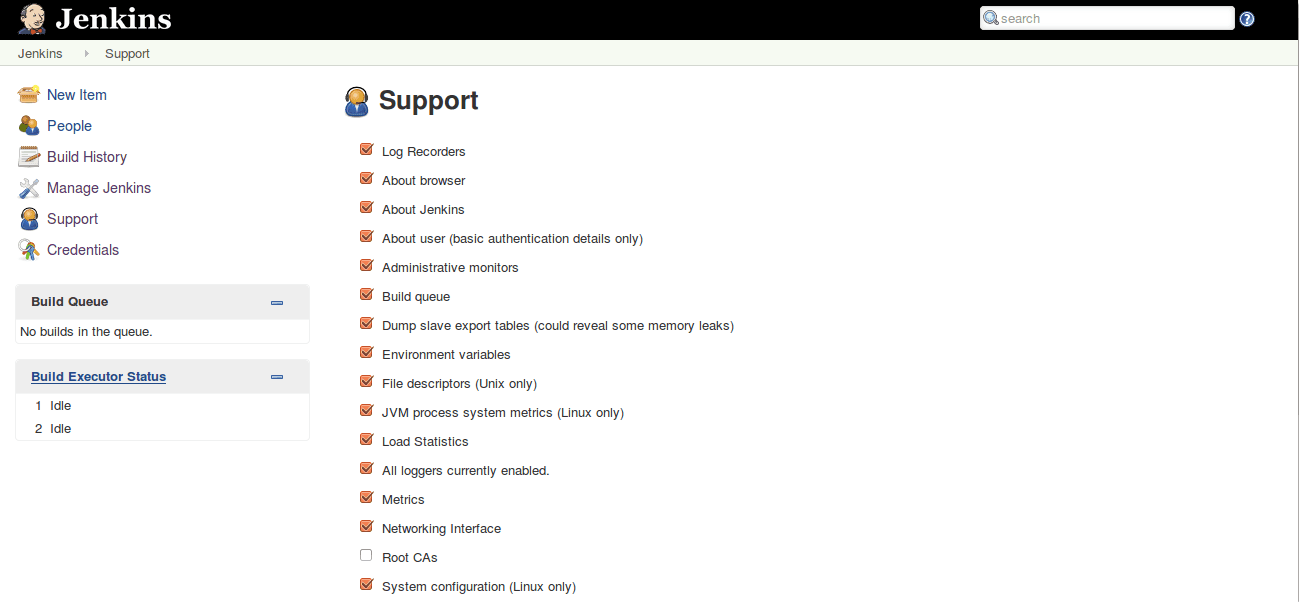 Jenkins
search
Jenkins
Support
New Item
People
Build History
Manage Jenkins
Support
Credentials
Build Queue
No builds in the queue.
Build Executor Status
1 Idle
2 Idle
Support
Log Recorders
About browser
About Jenkins
About user (basic authentication details only)
Administrative monitors
Build queue
Dump slave export tables (could reveal some memory leaks)
Environment variables
File descriptors (Unix only)
JVM process system metrics (Linux only)
Load Statistics
All loggers currently enabled.
Metrics
Networking Interface
Root CAs
System configuration (Linux only)